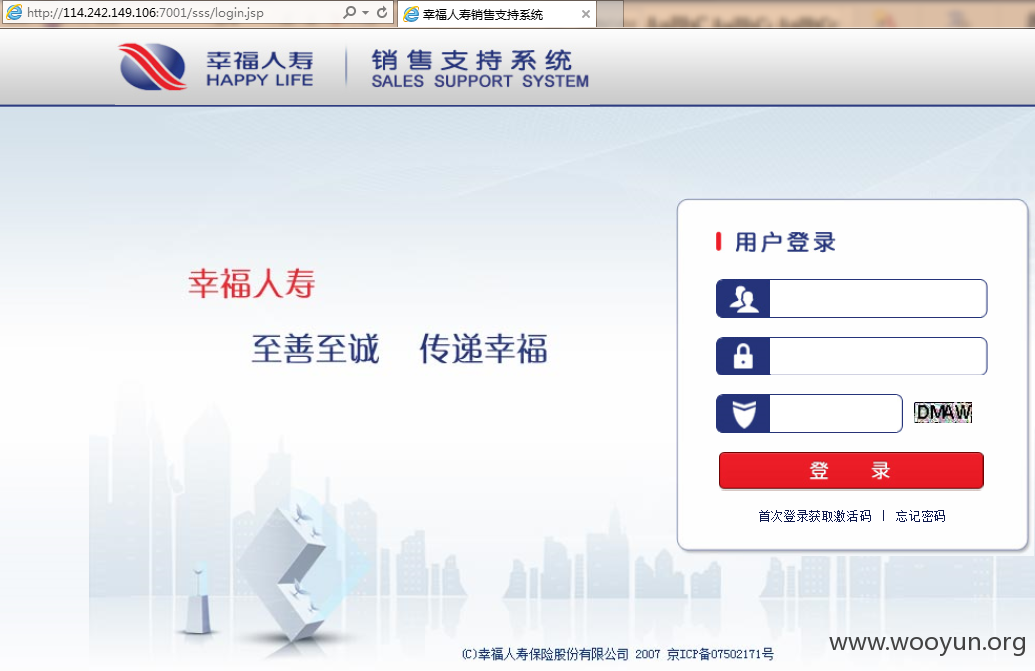 http://114.242.149.106:7001/sss/login.jsp
幸福人寿销售支持系统
幸福人寿
HAPPY LIFE
销售支持系统
SALES SUPPORT SYSTEM
用户登录
幸福人寿
至善至诚 传递幸福
DMAW
登 录
首次登录获取激活码 | 忘记密码
(C)幸福人寿保险股份有限公司 2007 京ICP备07502171号
www.wooyun.org